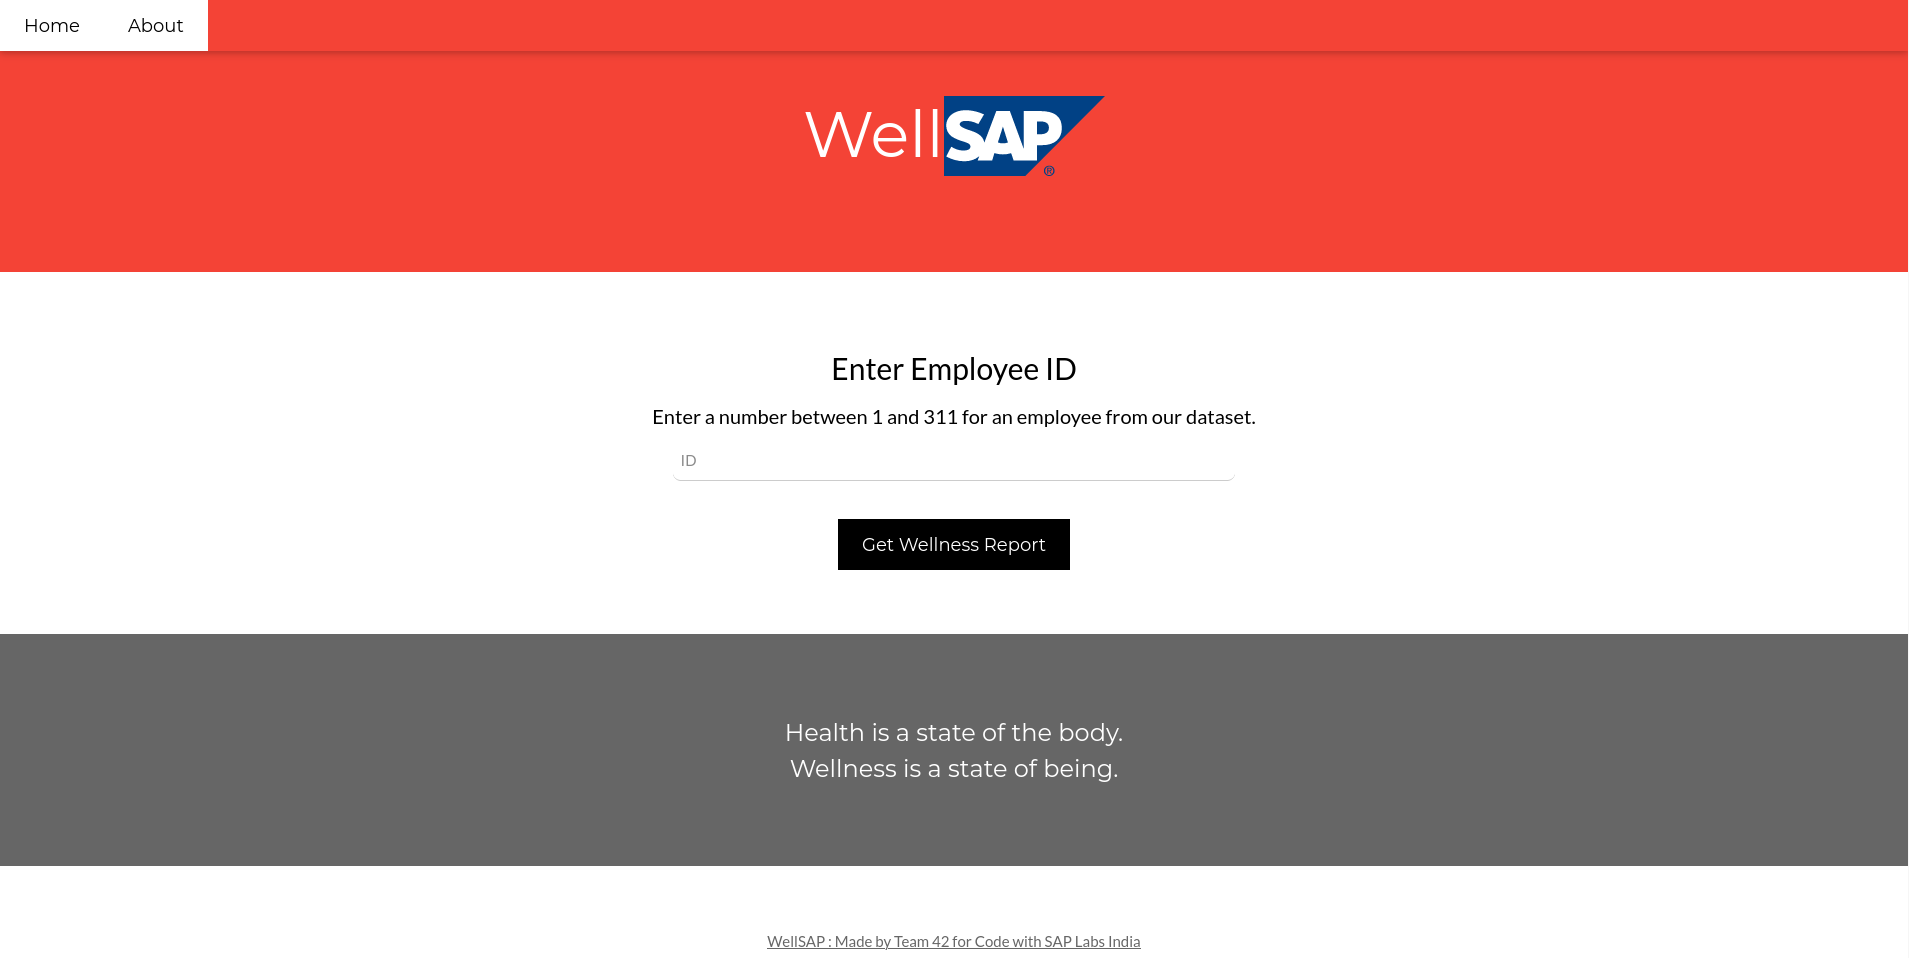 Home About
WellSAP®
Enter Employee ID
Enter a number between 1 and 311 for an employee from our dataset.
ID
Get Wellness Report
Health is a state of the body.
Wellness is a state of being.
WellSAP : Made by Team 42 for Code with SAP Labs India